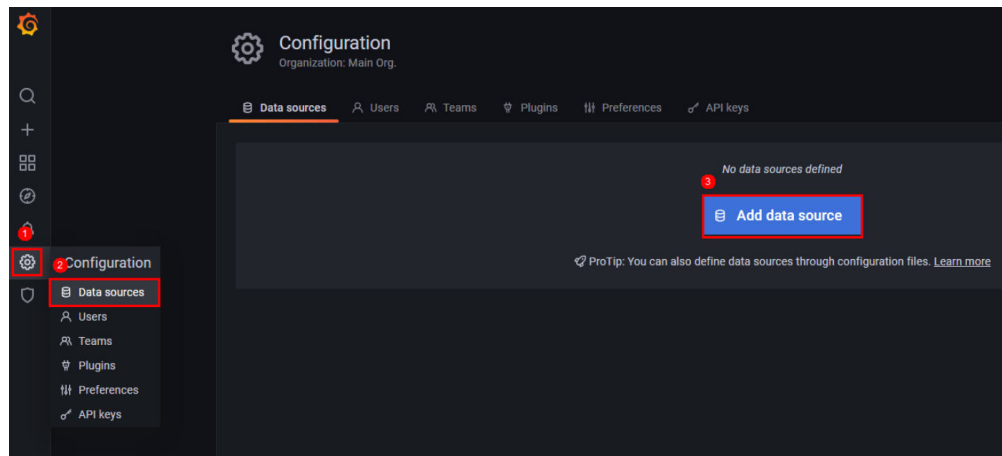 Configuration
Organization: Main Org.
Data sources Users Teams Plugins Preferences API keys
No data sources defined
3
Add data source
ProTip: You can also define data sources through configuration files. Learn more
1
2 Configuration
Data sources
Users
Teams
Plugins
Preferences
API keys